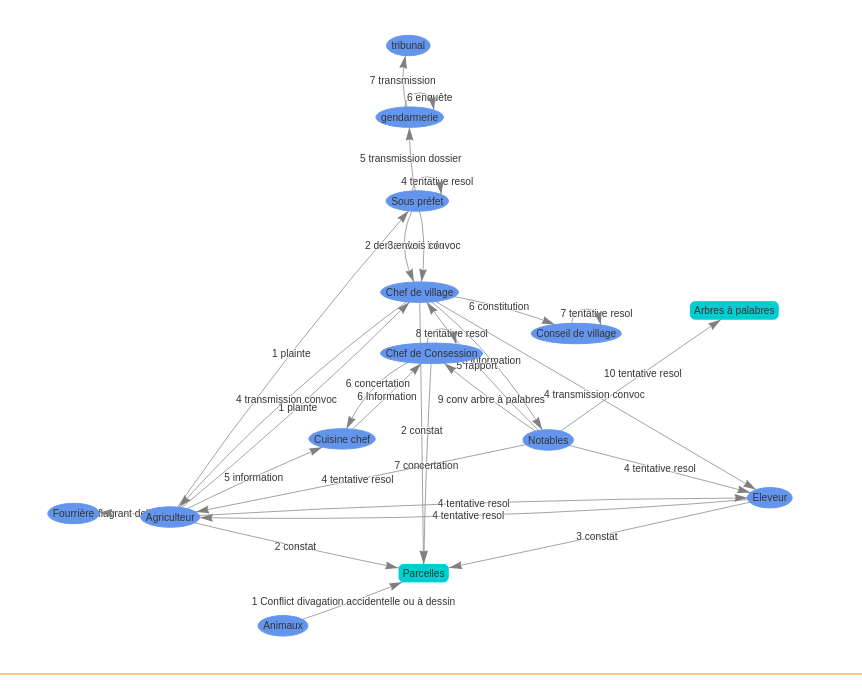 tribunal
7 transmission
6 enquête
gendarmerie
5 transmission dossier
4 tentative resol
Sous préfet
2 envois convoc
Chef de village
6 constitution
7 tentative resol
Arbres à palabres
Conseil de village
8 tentative resol
Chef de Consession
information
5 rapport
1 plainte
10 tentative resol
6 concertation
6 Information
4 transmission convoc
4 transmission convoc
9 conv arbre à palabres
1 plainte
2 constat
Cuisine chef
Notables
7 concertation
4 tentative resol
5 information
4 tentative resol
Eleveur
4 tentative resol
Fourrière
flagrant
Agriculteur
4 tentative resol
3 constat
2 constat
Parcelles
1 Conflict divagation accidentelle ou à dessin
Animaux